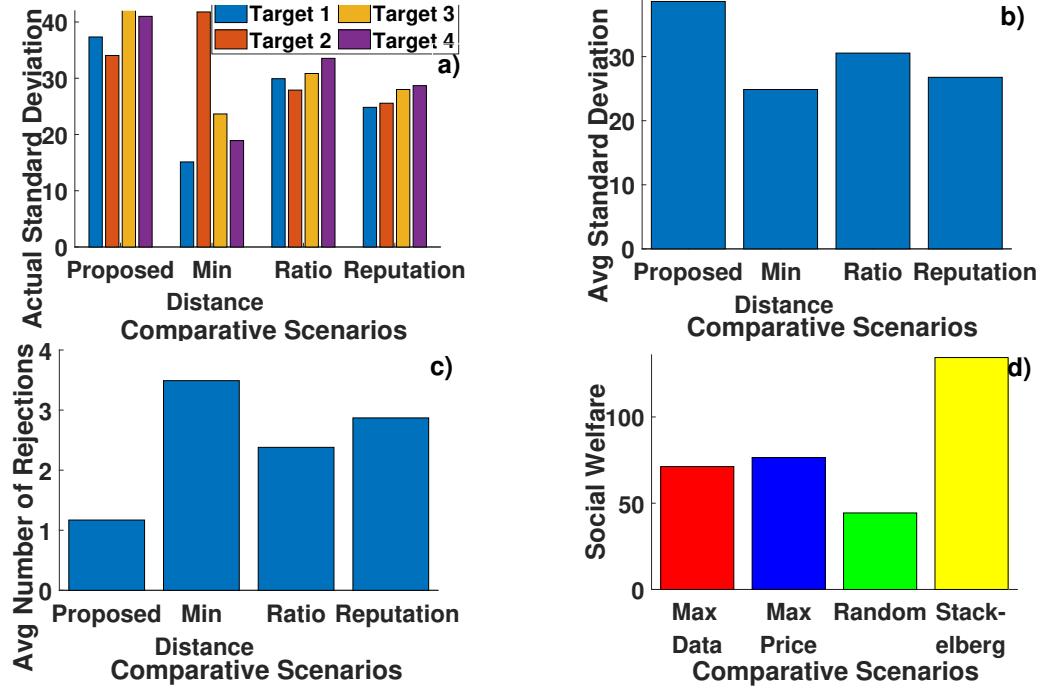 Target 1 Target 3
Target 2 Target 4
a)
Actual Standard Deviation
40
30
20
10
0
Proposed Min Ratio Reputation
Distance
Comparative Scenarios
b)
Avg Standard Deviation
30
20
10
0
Proposed Min Ratio Reputation
Distance
Comparative Scenarios
c)
Avg Number of Rejections
4
3
2
1
0
Proposed Min Ratio Reputation
Distance
Comparative Scenarios
d)
Social Welfare
100
50
0
Max Max Random Stack-
Data Price elberg
Comparative Scenarios